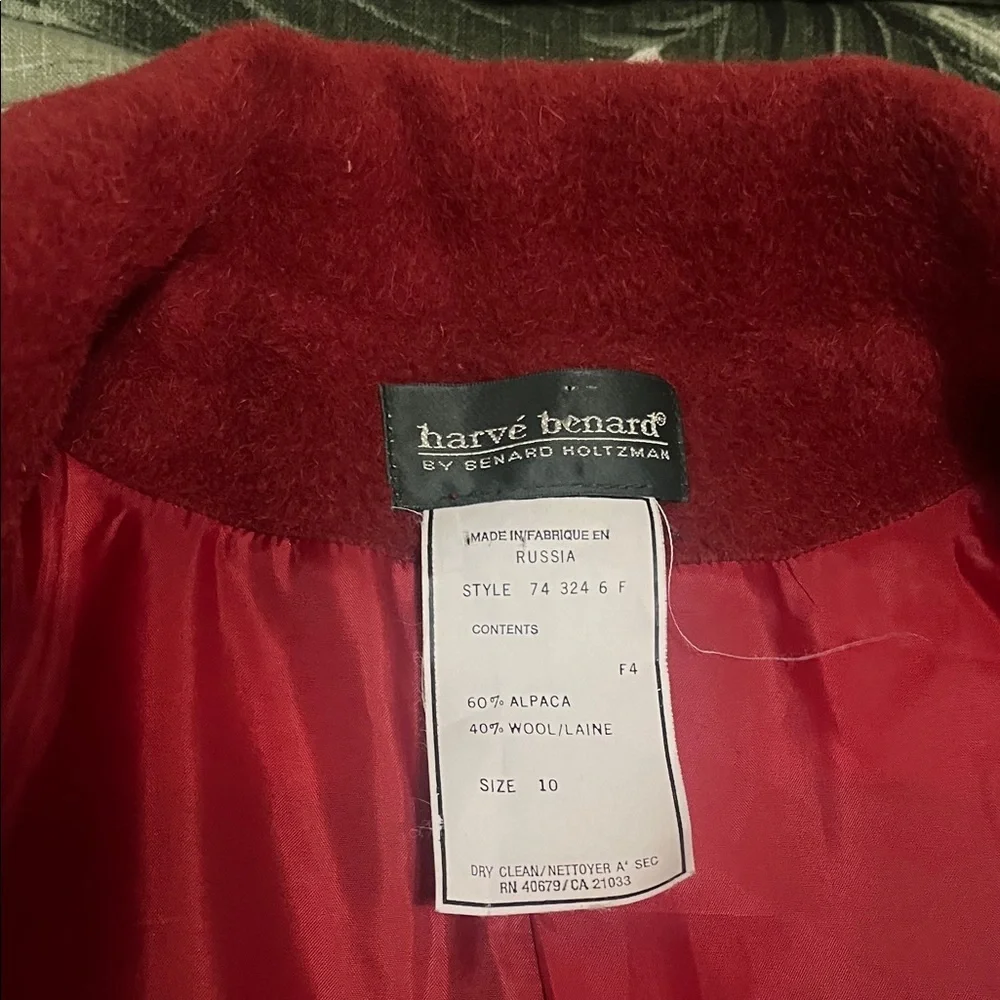 harvé benard®
BY BENARD HOLTZMAN
MADE IN/FABRIQUE EN
RUSSIA
STYLE 74 324 6 F
CONTENTS
F4
60% ALPACA
40% WOOL/LAINE
SIZE 10
DRY CLEAN/NETTOYER A' SEC
RN 40679/CA 21033